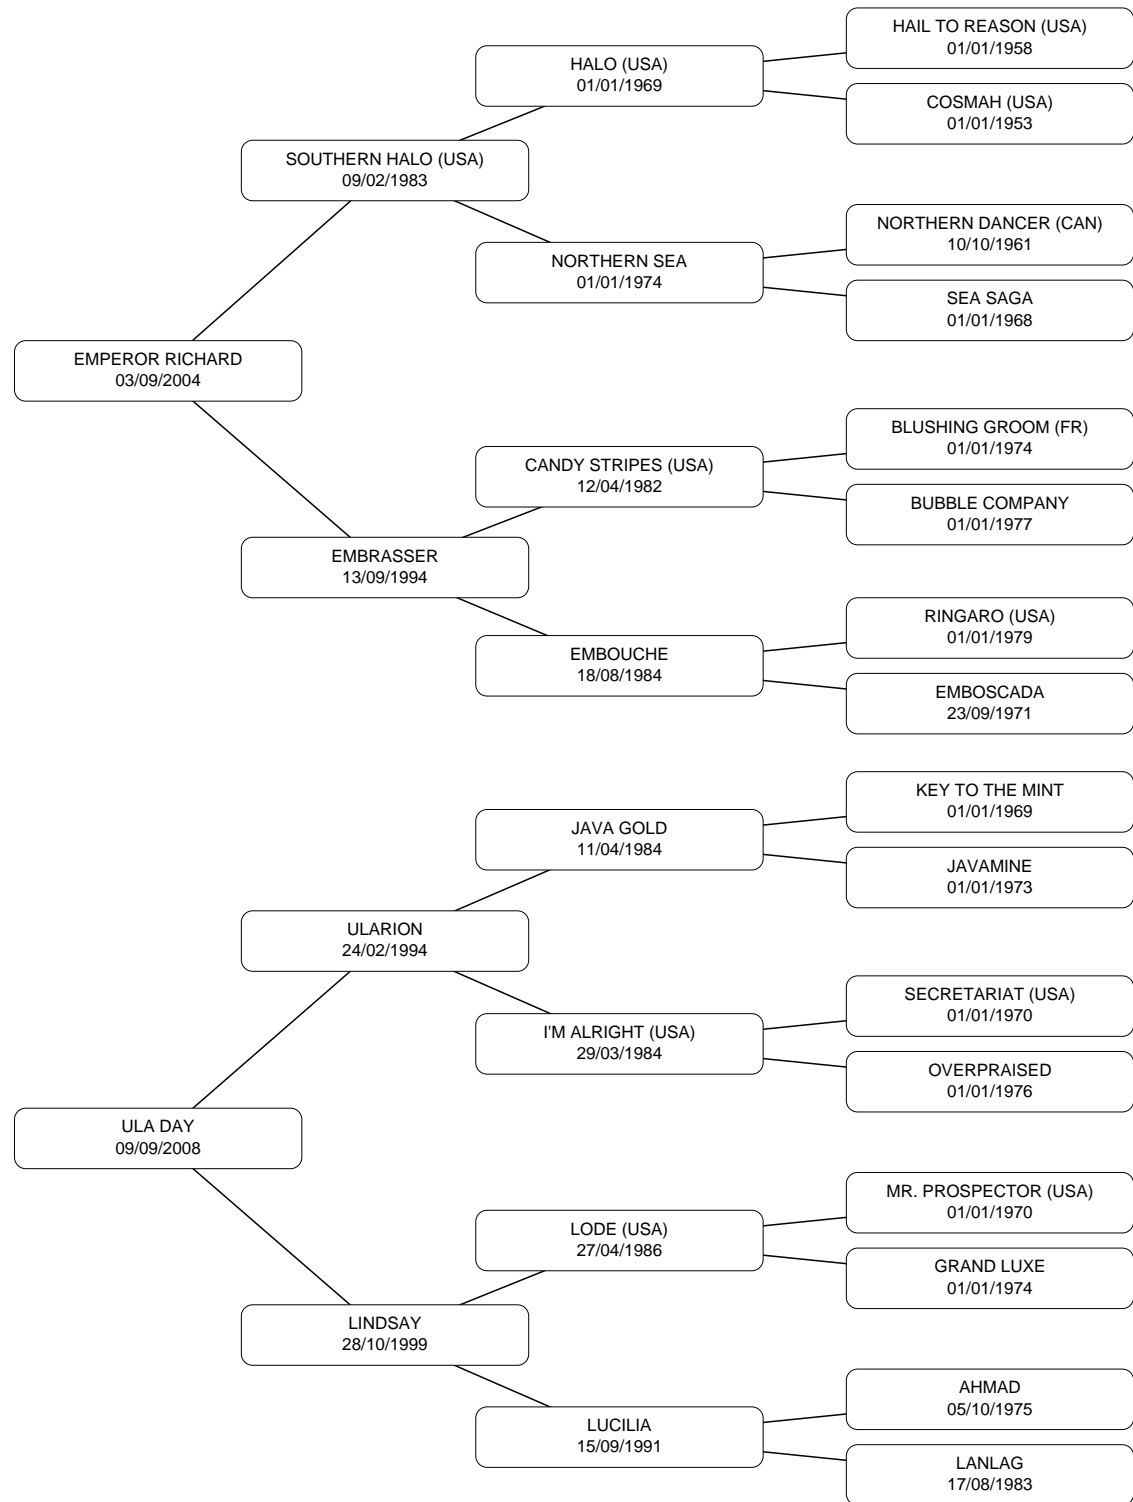 HAIL TO REASON (USA)
01/01/1958
HALO (USA)
01/01/1969
COSMAH (USA)
01/01/1953
SOUTHERN HALO (USA)
09/02/1983
NORTHERN DANCER (CAN)
10/10/1961
NORTHERN SEA
01/01/1974
SEA SAGA
01/01/1968
EMPEROR RICHARD
03/09/2004
BLUSHING GROOM (FR)
01/01/1974
CANDY STRIPES (USA)
12/04/1982
BUBBLE COMPANY
01/01/1977
EMBRASSER
13/09/1994
RINGARO (USA)
01/01/1979
EMBOUCHE
18/08/1984
EMBOSCADA
23/09/1971
KEY TO THE MINT
01/01/1969
JAVA GOLD
11/04/1984
JAVAMINE
01/01/1973
ULARION
24/02/1994
SECRETARIAT (USA)
01/01/1970
I'M ALRIGHT (USA)
29/03/1984
OVERPRAISED
01/01/1976
ULA DAY
09/09/2008
MR. PROSPECTOR (USA)
01/01/1970
LODE (USA)
27/04/1986
GRAND LUXE
01/01/1974
LINDSAY
28/10/1999
AHMAD
05/10/1975
LUCILIA
15/09/1991
LANLAG
17/08/1983